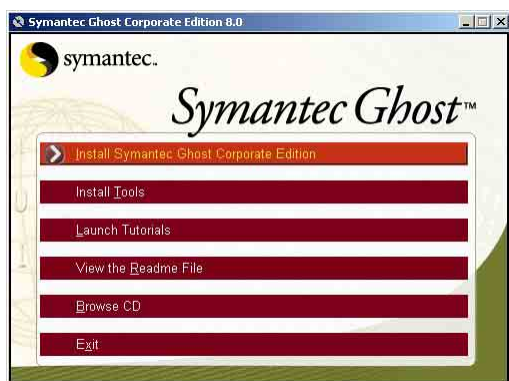 Symantec Ghost Corporate Edition 8.0
symantec.
Symantec Ghost™
Install Symantec Ghost Corporate Edition
Install Tools
Launch Tutorials
View the Readme File
Browse CD
Exit